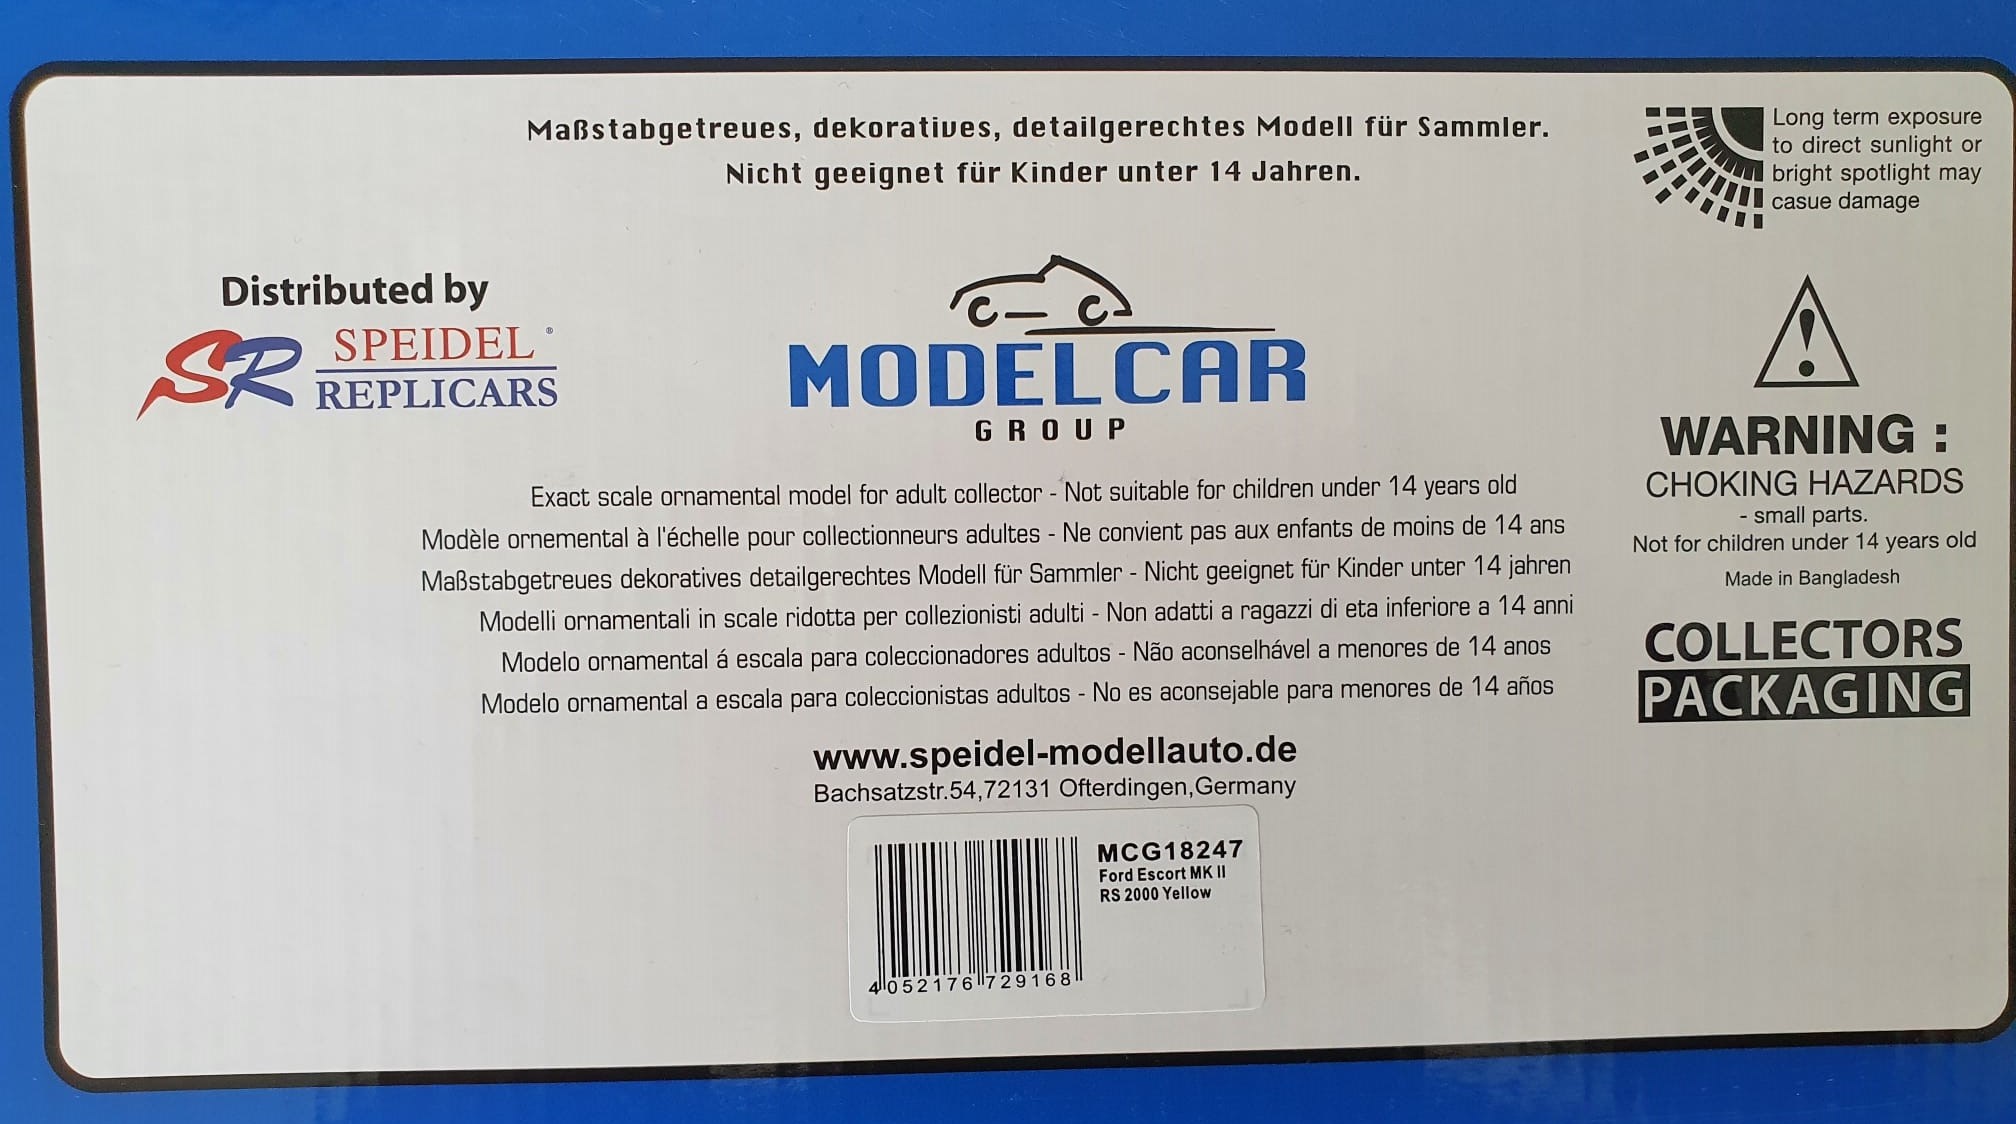 Maßstabgetreues, dekoratives, detailgerechtes Modell für Sammler.
Nicht geeignet für Kinder unter 14 Jahren.
Long term exposure
to direct sunlight or
bright spotlight may
casue damage
Distributed by
SR SPEIDEL ®
REPLICARS
MODELCAR
GROUP
WARNING :
CHOKING HAZARDS
- small parts.
Not for children under 14 years old
Made in Bangladesh
COLLECTORS
PACKAGING
Exact scale ornamental model for adult collector - Not suitable for children under 14 years old
Modèle ornemental à l'échelle pour collectionneurs adultes - Ne convient pas aux enfants de moins de 14 ans
Maßstabgetreues dekoratives detailgerechtes Modell für Sammler - Nicht geeignet für Kinder unter 14 jahren
Modelli ornamentali in scale ridotta per collezionisti adulti - Non adatti a ragazzi di eta inferiore a 14 anni
Modelo ornamental á escala para coleccionadores adultos - Não aconselhável a menores de 14 anos
Modelo ornamental a escala para coleccionistas adultos - No es aconsejable para menores de 14 años
www.speidel-modellauto.de
Bachsatzstr.54,72131 Ofterdingen,Germany
MCG18247
Ford Escort MK II
RS 2000 Yellow
4 052176 729168